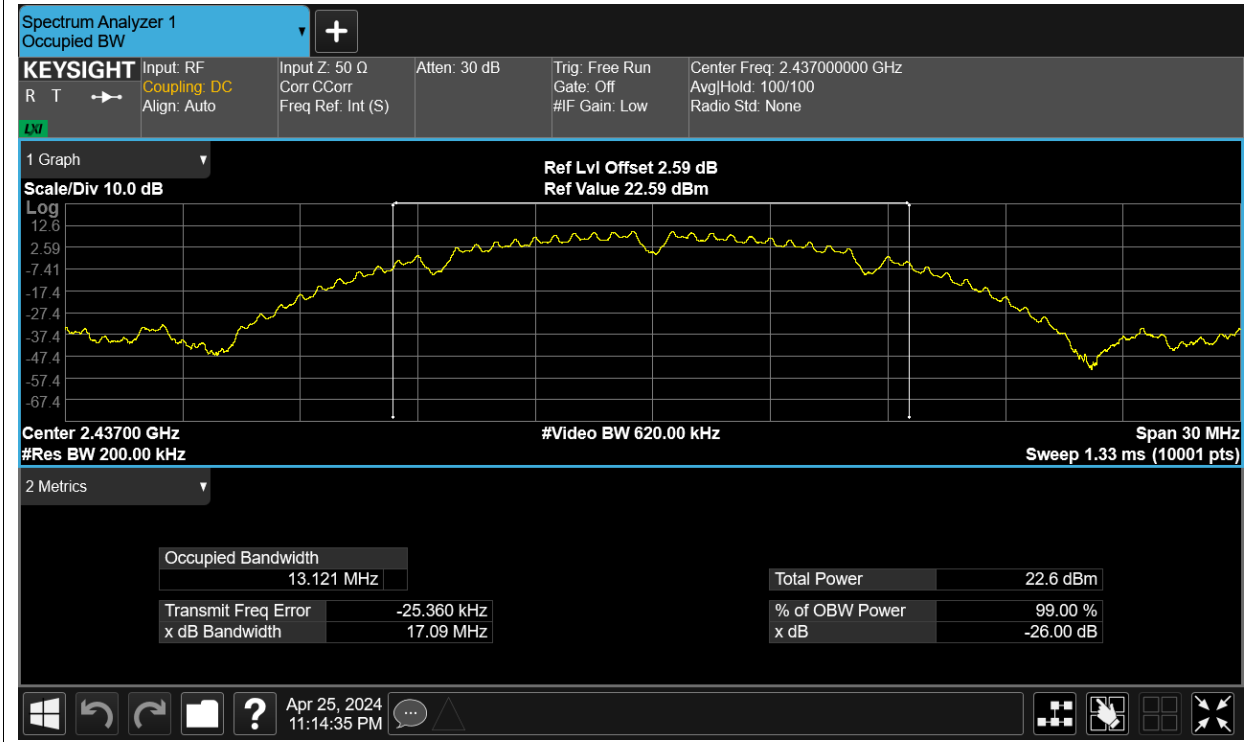 Spectrum Analyzer 1
Occupied BW
KEYSIGHT
R T
LXI
Input: RF
Coupling: DC
Align: Auto
Input Z: 50 Ω
Corr CCorr
Freq Ref: Int (S)
Atten: 30 dB
Trig: Free Run
Gate: Off
#IF Gain: Low
Center Freq: 2.437000000 GHz
Avg|Hold: 100/100
Radio Std: None
1 Graph
Scale/Div 10.0 dB
Ref Lvl Offset 2.59 dB
Ref Value 22.59 dBm
Log
12.6
2.59
-7.41
-17.4
-27.4
-37.4
-47.4
-57.4
-67.4
Center 2.43700 GHz
#Video BW 620.00 kHz
Span 30 MHz
#Res BW 200.00 kHz
Sweep 1.33 ms (10001 pts)
2 Metrics
Occupied Bandwidth
13.121 MHz
Total Power 22.6 dBm
Transmit Freq Error -25.360 kHz
% of OBW Power 99.00 %
x dB Bandwidth 17.09 MHz
x dB -26.00 dB
?
Apr 25, 2024
11:14:35 PM